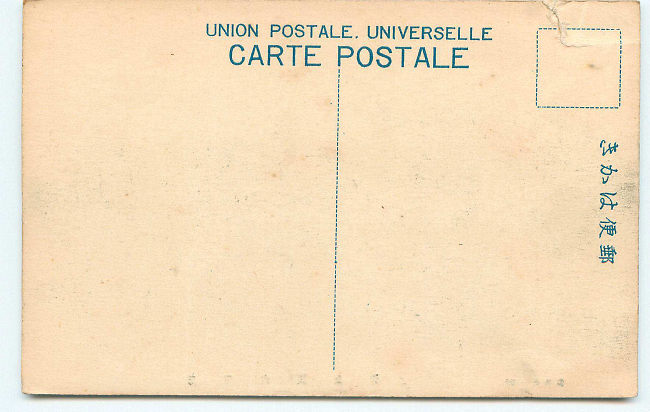 UNION POSTALE. UNIVERSELLE
CARTE POSTALE
郵便はかき